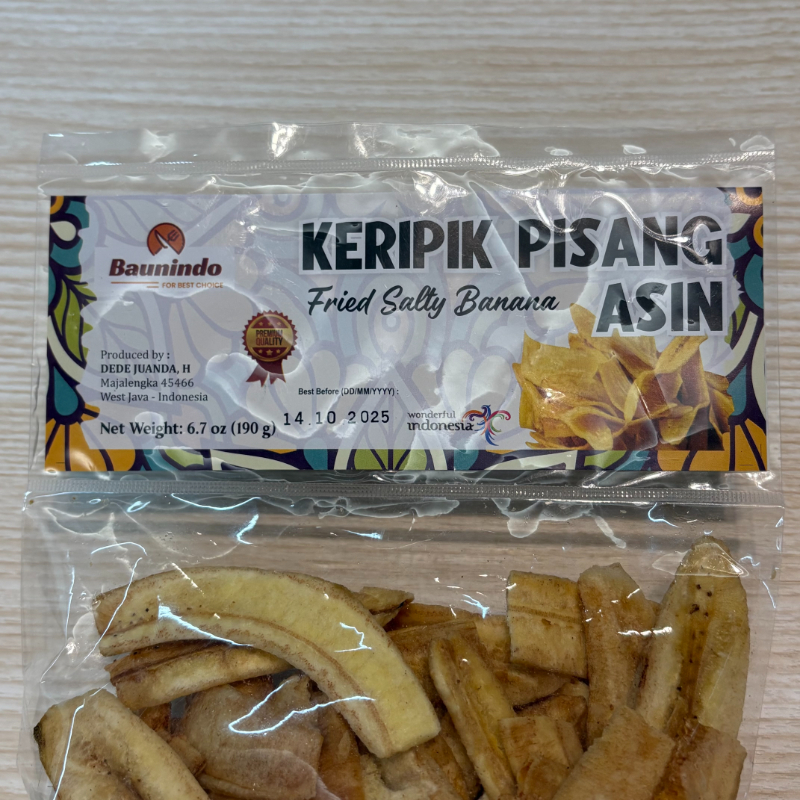 Baunindo
FOR BEST CHOICE
KERIPIK PISANG
ASIN
Fried Salty Banana
PREMIUM
QUALITY
Produced by :
DEDE JUANDA, H
Majalengka 45466
West Java - Indonesia
Net Weight: 6.7 oz (190 g)
Best Before (DD/MM/YYYY) :
14.10.2025
wonderful
indonesia